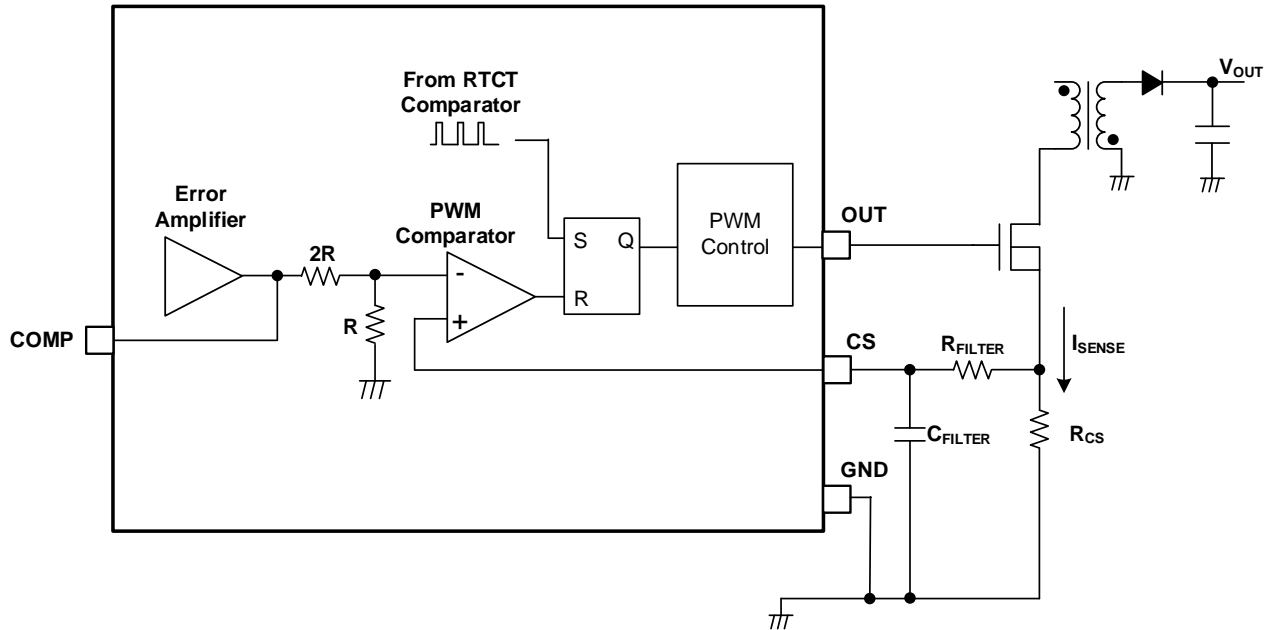 From RTCT
Comparator
V_OUT
Error
Amplifier
PWM
Comparator
2R
R
-
+
S
Q
R
PWM
Control
OUT
COMP
CS
R_FILTER
I_SENSE
C_FILTER
R_CS
GND